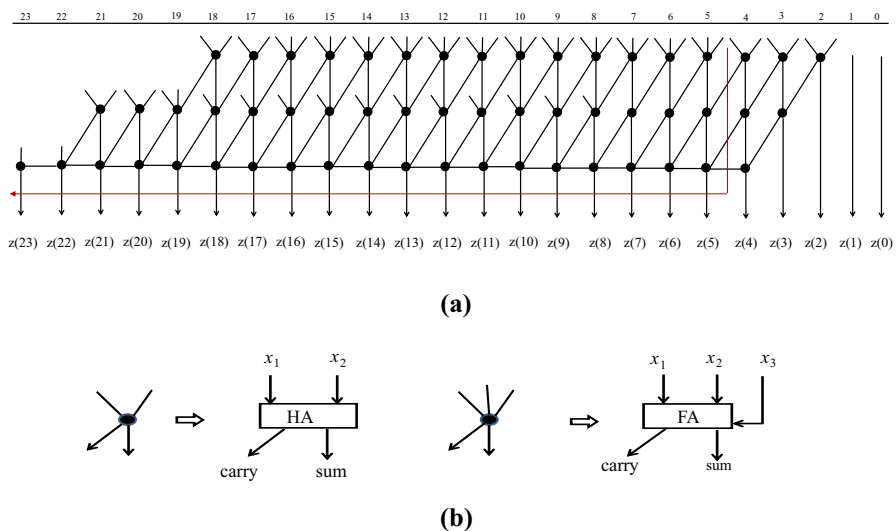 23 22 21 20 19 18 17 16 15 14 13 12 11 10 9 8 7 6 5 4 3 2 1 0
z(23) z(22) z(21) z(20) z(19) z(18) z(17) z(16) z(15) z(14) z(13) z(12) z(11) z(10) z(9) z(8) z(7) z(6) z(5) z(4) z(3) z(2) z(1) z(0)
(a)
x₁ x₂ x₁ x₂ x₃
HA FA
carry sum carry sum
(b)